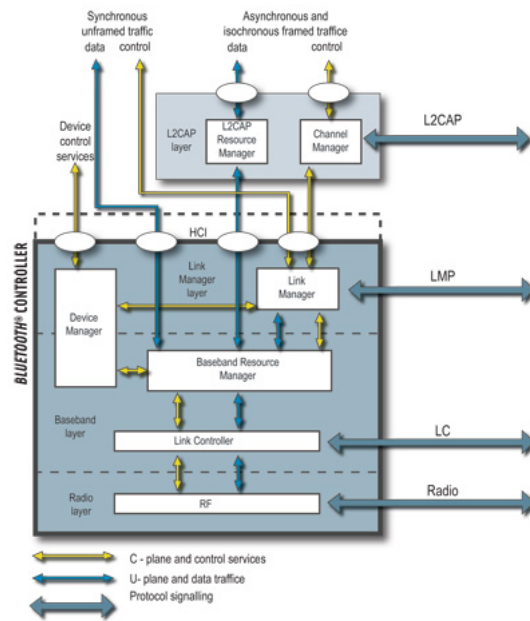 Synchronous
unframed traffic
data control
Asynchronous and
isochronous framed traffice
data control
Device
control
services
L2CAP
layer
L2CAP
Resource
Manager
Channel
Manager
L2CAP
HCI
BLUETOOTH® CONTROLLER
Link
Manager
layer
Link
Manager
LMP
Device
Manager
Baseband Resource
Manager
Baseband
layer
Link Controller
LC
Radio
layer
RF
Radio
C - plane and control services
U- plane and data traffice
Protocol signalling